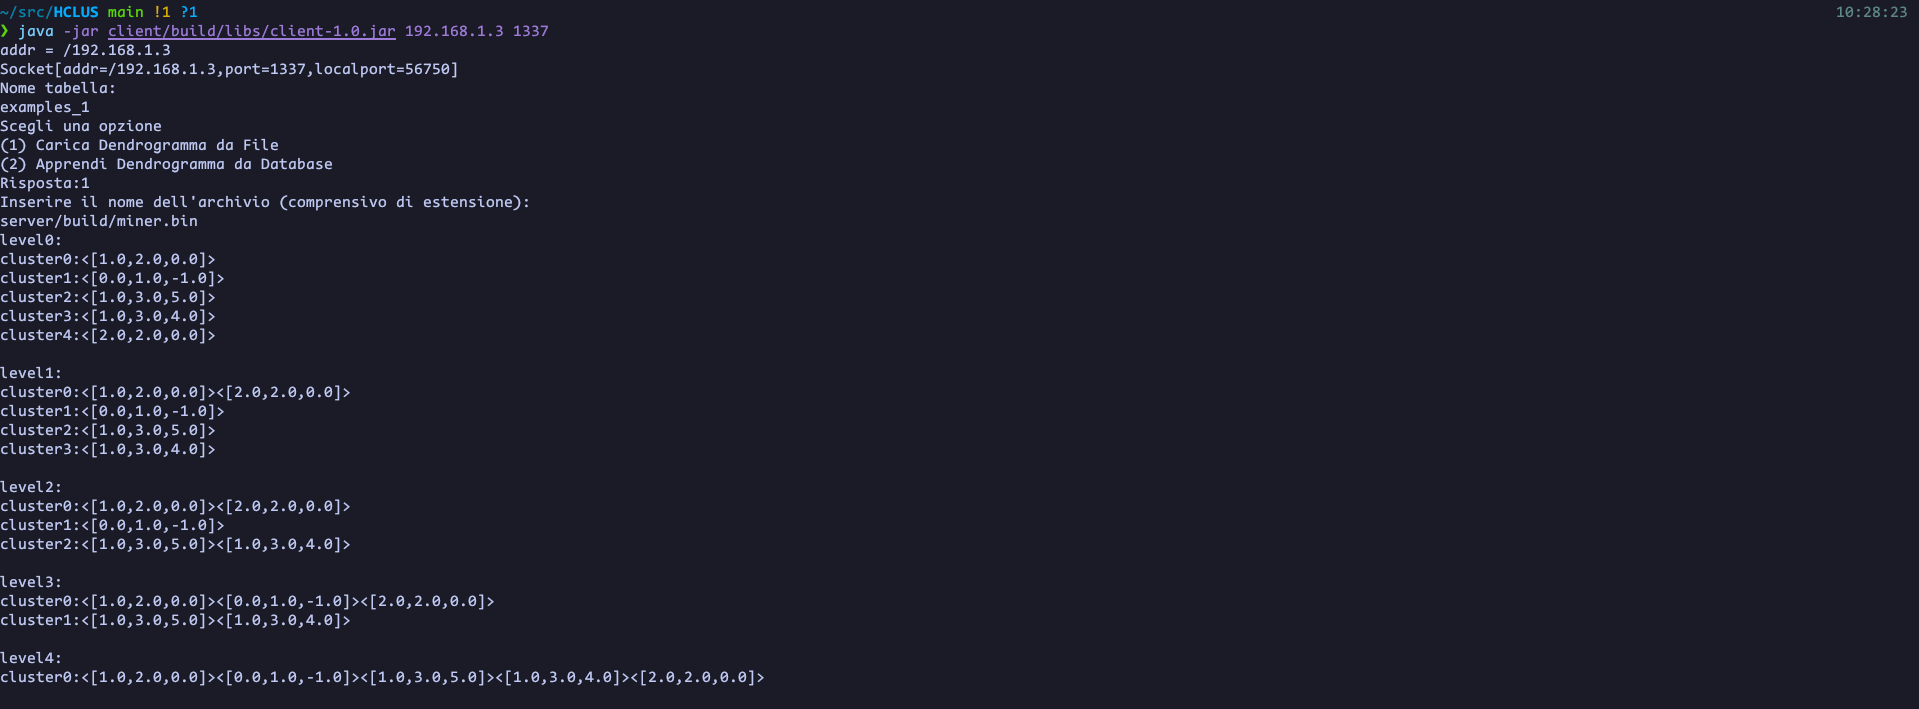 ~/src/HCLUS main !1 ?1
10:28:23
❯ java -jar client/build/libs/client-1.0.jar 192.168.1.3 1337
addr = /192.168.1.3
Socket[addr=/192.168.1.3,port=1337,localport=56750]
Nome tabella:
examples_1
Scegli una opzione
(1) Carica Dendrogramma da File
(2) Apprendi Dendrogramma da Database
Risposta:1
Inserire il nome dell'archivio (comprensivo di estensione):
server/build/miner.bin
level0:
cluster0:<[1.0,2.0,0.0]>
cluster1:<[0.0,1.0,-1.0]>
cluster2:<[1.0,3.0,5.0]>
cluster3:<[1.0,3.0,4.0]>
cluster4:<[2.0,2.0,0.0]>

level1:
cluster0:<[1.0,2.0,0.0]><[2.0,2.0,0.0]>
cluster1:<[0.0,1.0,-1.0]>
cluster2:<[1.0,3.0,5.0]>
cluster3:<[1.0,3.0,4.0]>

level2:
cluster0:<[1.0,2.0,0.0]><[2.0,2.0,0.0]>
cluster1:<[0.0,1.0,-1.0]>
cluster2:<[1.0,3.0,5.0]><[1.0,3.0,4.0]>

level3:
cluster0:<[1.0,2.0,0.0]><[0.0,1.0,-1.0]><[2.0,2.0,0.0]>
cluster1:<[1.0,3.0,5.0]><[1.0,3.0,4.0]>

level4:
cluster0:<[1.0,2.0,0.0]><[0.0,1.0,-1.0]><[1.0,3.0,5.0]><[1.0,3.0,4.0]><[2.0,2.0,0.0]>